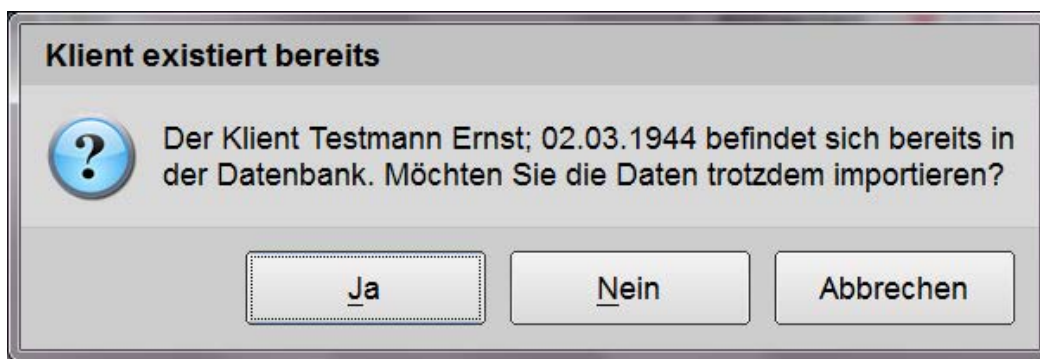 Klient existiert bereits
Der Klient Testmann Ernst; 02.03.1944 befindet sich bereits in
der Datenbank. Möchten Sie die Daten trotzdem importieren?
Ja
Nein
Abbrechen